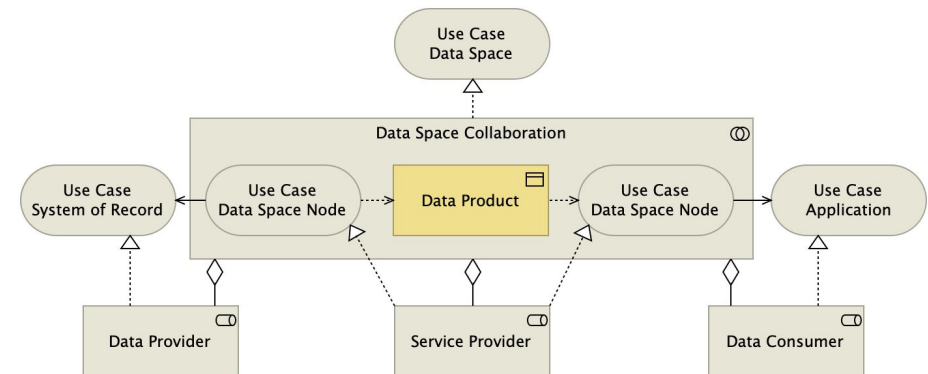 Use Case
Data Space
Data Space Collaboration
Use Case
System of Record
Use Case
Data Space Node
Data Product
Use Case
Data Space Node
Use Case
Application
Data Provider
Service Provider
Data Consumer